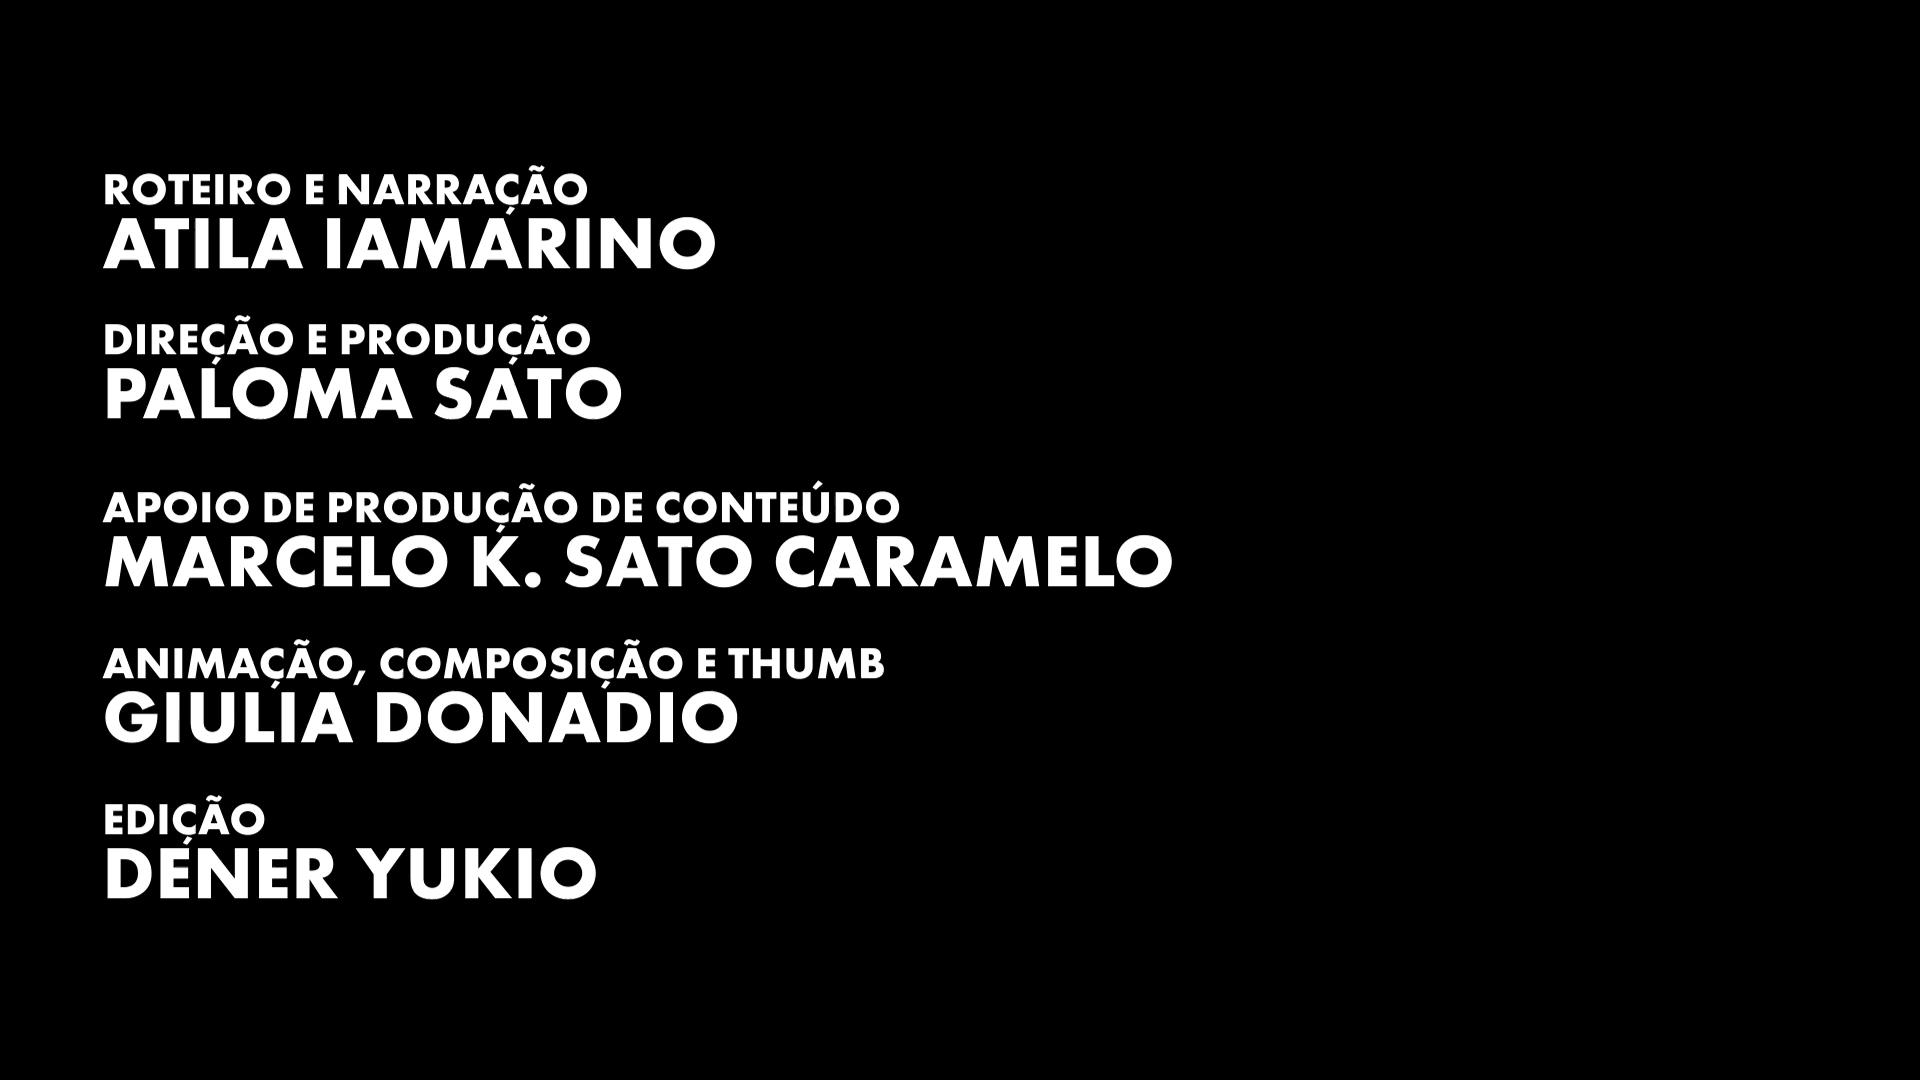 ROTEIRO E NARRAÇÃO
ATILA IAMARINO
DIREÇÃO E PRODUÇÃO
PALOMA SATO
APOIO DE PRODUÇÃO DE CONTEÚDO
MARCELO K. SATO CARAMELO
ANIMAÇÃO, COMPOSIÇÃO E THUMB
GIULIA DONADIO
EDIÇÃO
DENER YUKIO